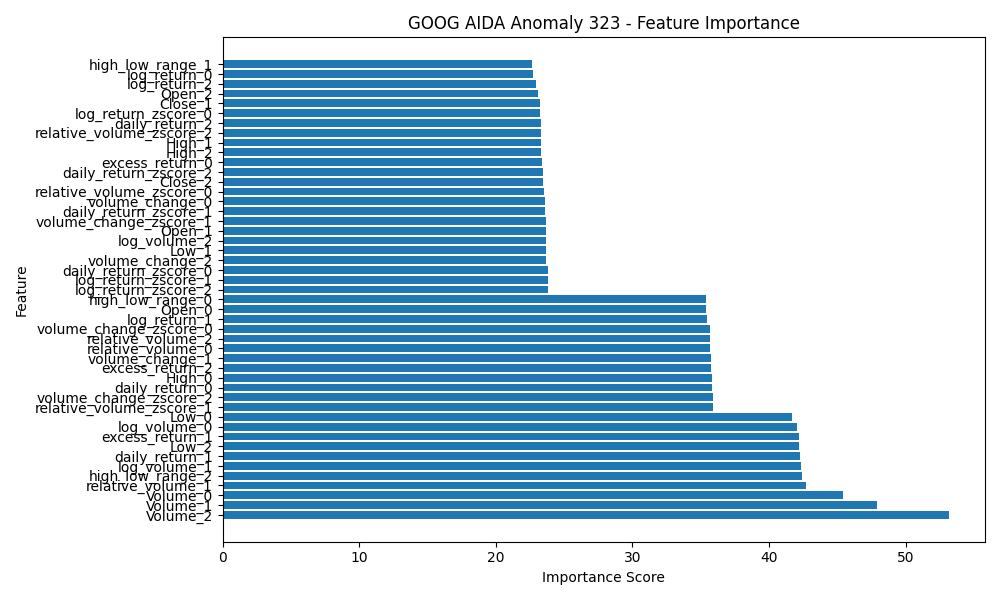 GOOG AIDA Anomaly 323 - Feature Importance
high_low_range_1
log_return_0
log_return_2
Open_2
Close_1
log_return_zscore_0
daily_return_2
relative_volume_zscore_2
High_1
High_2
excess_return_0
daily_return_zscore_2
Close_2
relative_volume_zscore_0
volume_change_0
daily_return_zscore_1
volume_change_zscore_1
Open_1
log_volume_2
Low_1
volume_change_2
daily_return_zscore_0
log_return_zscore_1
log_return_zscore_2
high_low_range_0
Open_0
log_return_1
volume_change_zscore_0
relative_volume_2
relative_volume_0
volume_change_1
excess_return_2
High_0
daily_return_0
volume_change_zscore_2
relative_volume_zscore_1
Low_0
log_volume_0
excess_return_1
Low_2
daily_return_1
log_volume_1
high_low_range_2
relative_volume_1
Volume_0
Volume_1
Volume_2
Feature
0 10 20 30 40 50
Importance Score